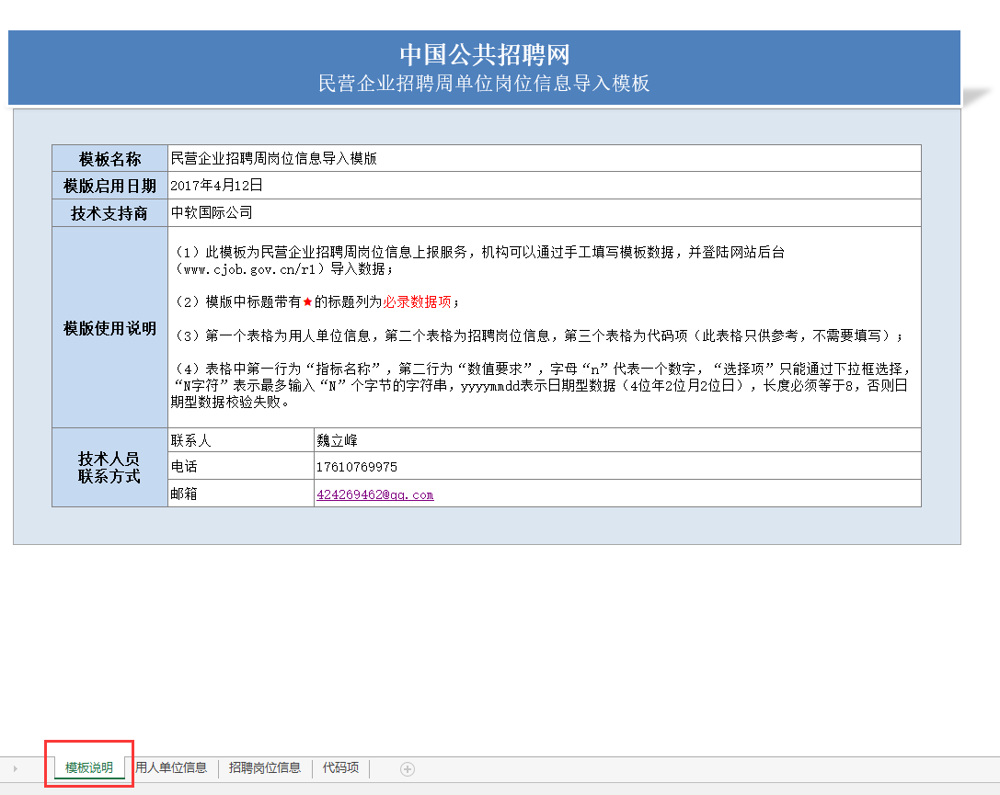 中国公共招聘网
民营企业招聘周单位岗位信息导入模板
模板名称 民营企业招聘周岗位信息导入模版
模版启用日期 2017年4月12日
技术支持商 中软国际公司
模版使用说明
（1）此模板为民营企业招聘周岗位信息上报服务，机构可以通过手工填写模板数据，并登陆网站后台
（www.cjob.gov.cn/r1）导入数据；
（2）模版中标题带有★的标题列为必录数据项；
（3）第一个表格为用人单位信息，第二个表格为招聘岗位信息，第三个表格为代码项（此表格只供参考，不需要填写）；
（4）表格中第一行为“指标名称”，第二行为“数值要求”，字母“n”代表一个数字，“选择项”只能通过下拉框选择，
“N字符”表示最多输入“N”个字节的字符串，yyyymmdd表示日期型数据（4位年2位月2位日），长度必须等于8，否则日
期型数据校验失败。
技术人员
联系方式
联系人 魏立峰
电话 17610769975
邮箱 424269462@qq.com
模板说明 用人单位信息 招聘岗位信息 代码项